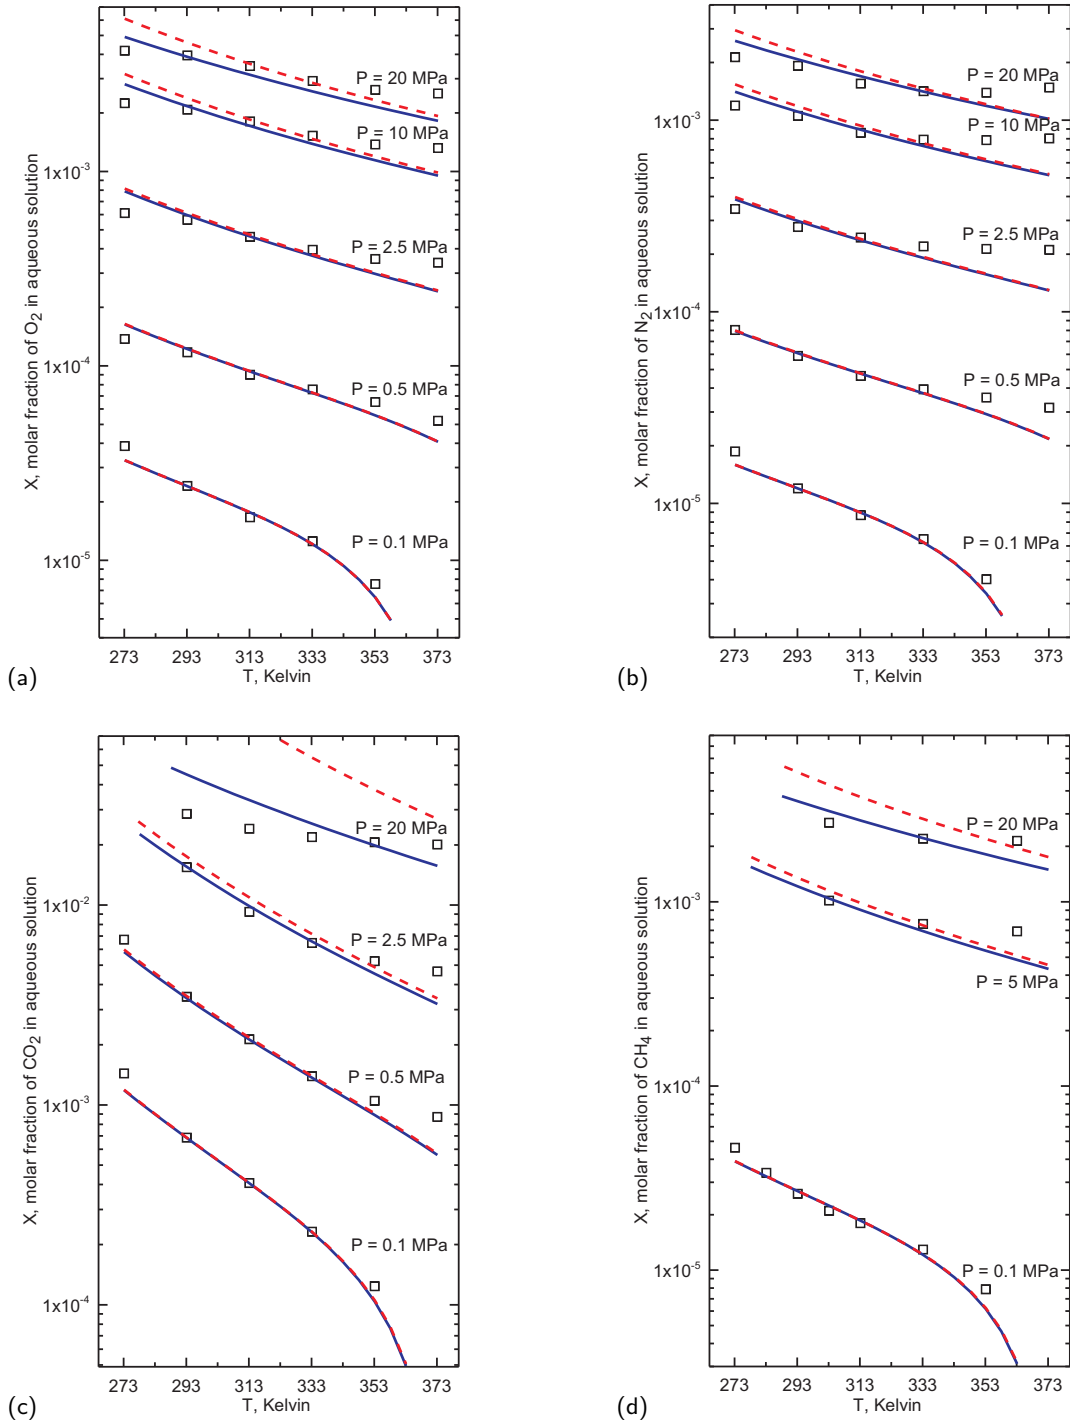 X, molar fraction of O2 in aqueous solution
1x10-3
1x10-4
1x10-5
P = 20 MPa
P = 10 MPa
P = 2.5 MPa
P = 0.5 MPa
P = 0.1 MPa
273 293 313 333 353 373
T, Kelvin
(a)
X, molar fraction of N2 in aqueous solution
1x10-3
1x10-4
1x10-5
P = 20 MPa
P = 10 MPa
P = 2.5 MPa
P = 0.5 MPa
P = 0.1 MPa
273 293 313 333 353 373
T, Kelvin
(b)
X, molar fraction of CO2 in aqueous solution
1x10-2
1x10-3
1x10-4
P = 20 MPa
P = 2.5 MPa
P = 0.5 MPa
P = 0.1 MPa
273 293 313 333 353 373
T, Kelvin
(c)
X, molar fraction of CH4 in aqueous solution
1x10-3
1x10-4
1x10-5
P = 20 MPa
P = 5 MPa
P = 0.1 MPa
273 293 313 333 353 373
T, Kelvin
(d)